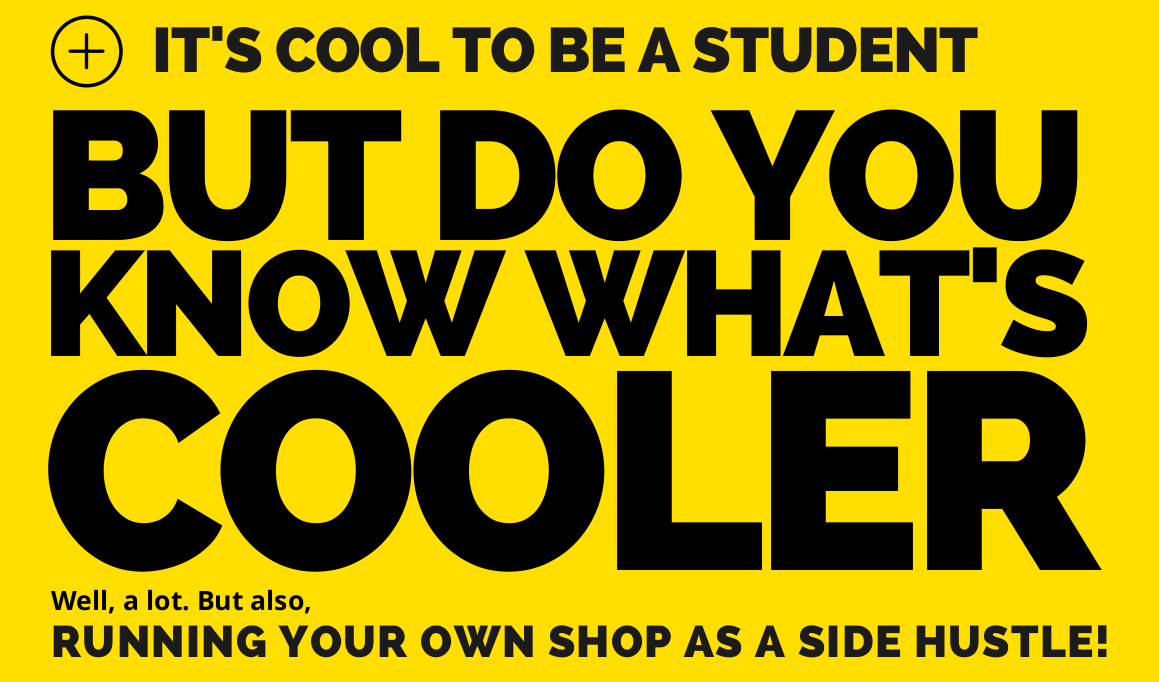 IT'S COOL TO BE A STUDENT
BUT DO YOU
KNOW WHAT'S
COOLER
Well, a lot. But also,
RUNNING YOUR OWN SHOP AS A SIDE HUSTLE!